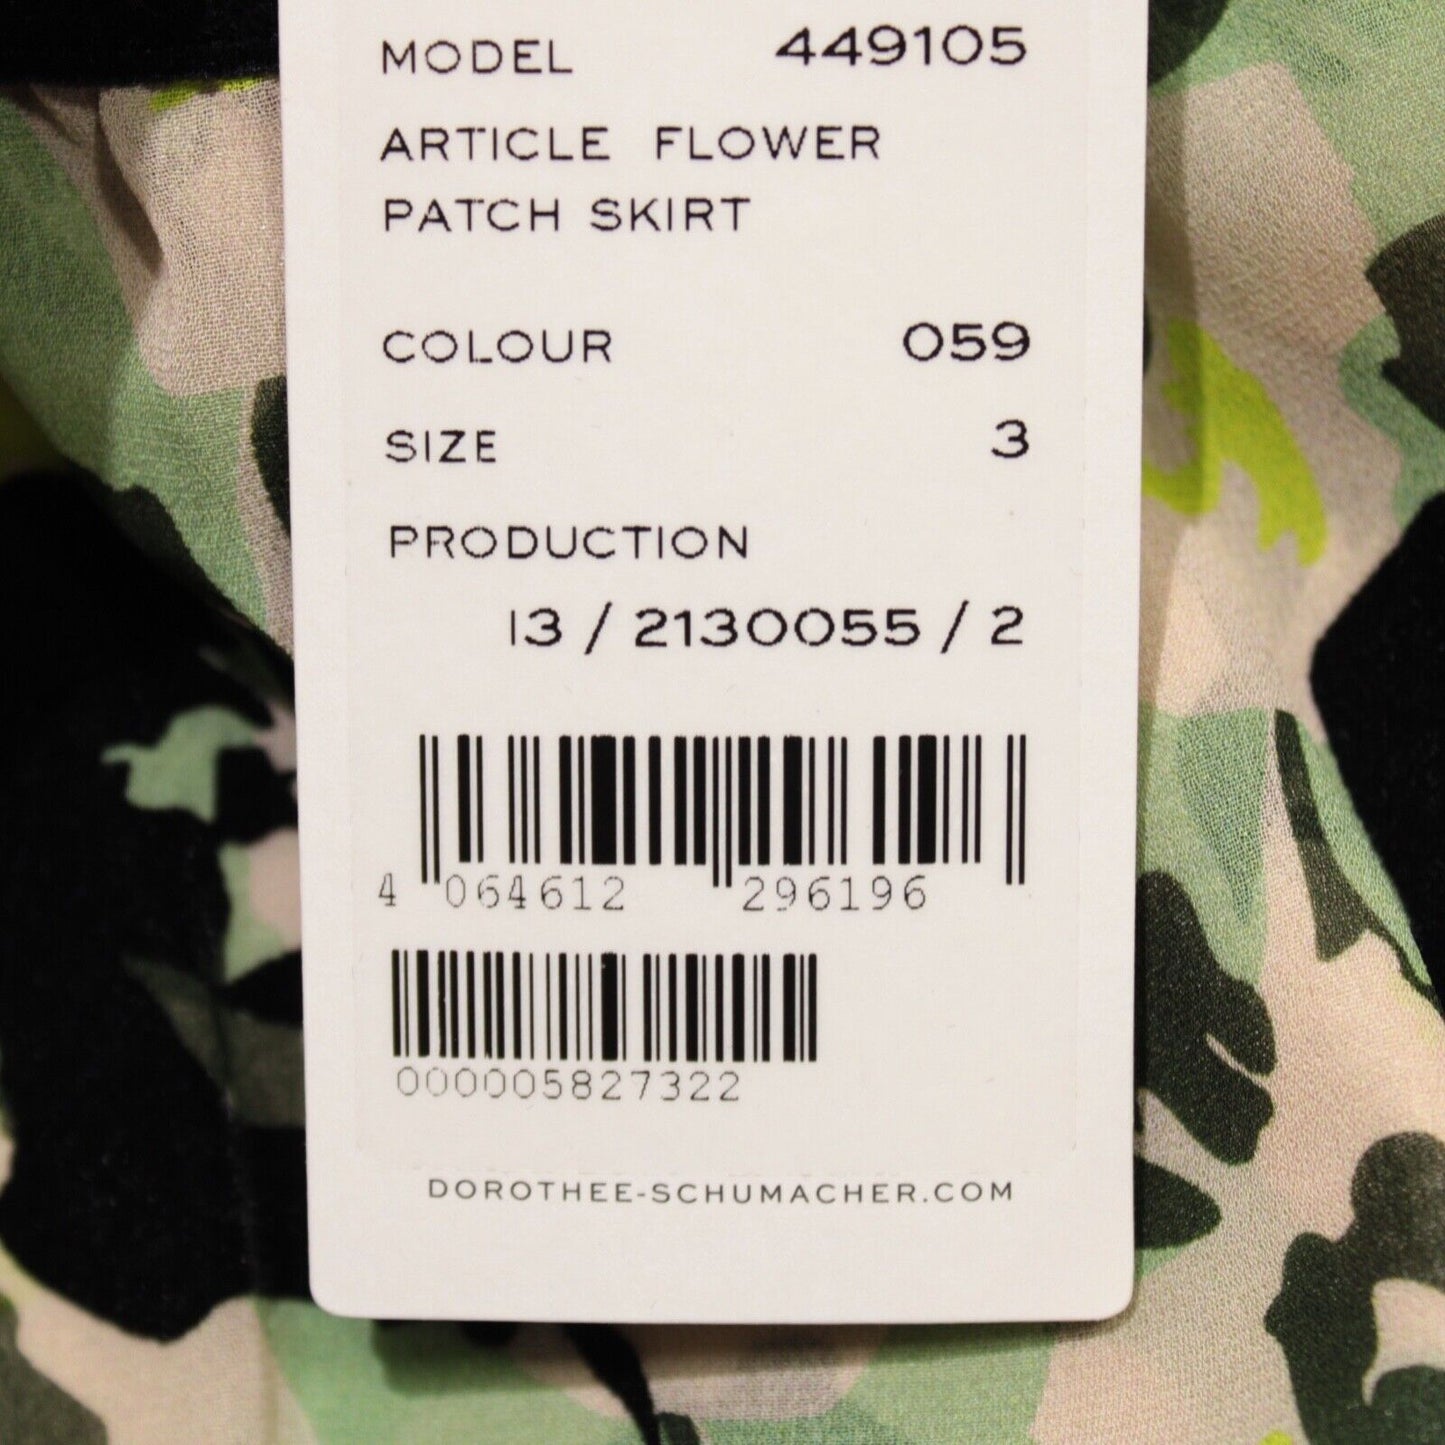 MODEL 449105
ARTICLE FLOWER
PATCH SKIRT
COLOUR 059
SIZE 3
PRODUCTION
13 / 2130055 / 2
4 064612 296196
000005827322
DOROTHEE-SCHUMACHER.COM